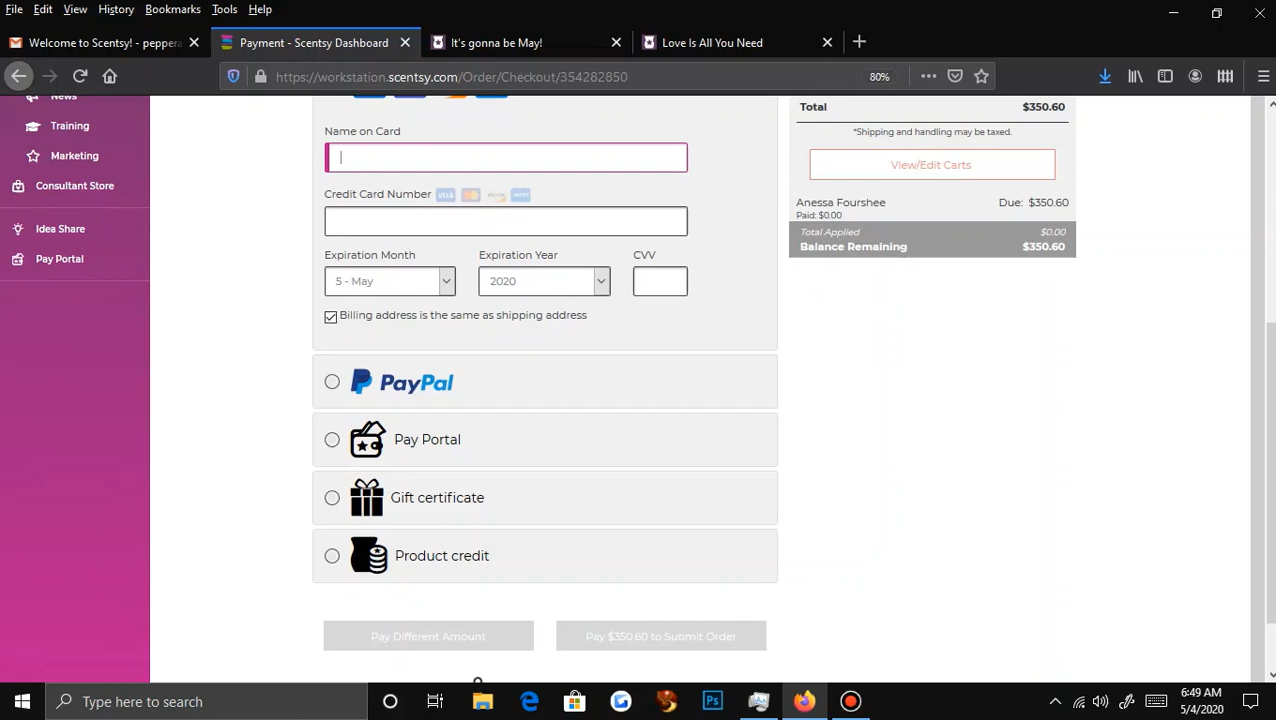 File Edit View History Bookmarks Tools Help
Welcome to Scentsy! - peppera
Payment - Scentsy Dashboard
It's gonna be May!
Love Is All You Need
https://workstation.scentsy.com/Order/Checkout/354282850
80%
News
Training
Marketing
Consultant Store
Idea Share
Pay Portal
Name on Card
Credit Card Number VISA
Expiration Month Expiration Year CVV
5 - May 2020
Billing address is the same as shipping address
PayPal
Pay Portal
Gift certificate
Product credit
Pay Different Amount Pay $350.60 to Submit Order
Total $350.60
*Shipping and handling may be taxed.
View/Edit Carts
Anessa Fourshee Due: $350.60
Paid: $0.00
Total Applied $0.00
Balance Remaining $350.60
Type here to search
Ps
6:49 AM
5/4/2020